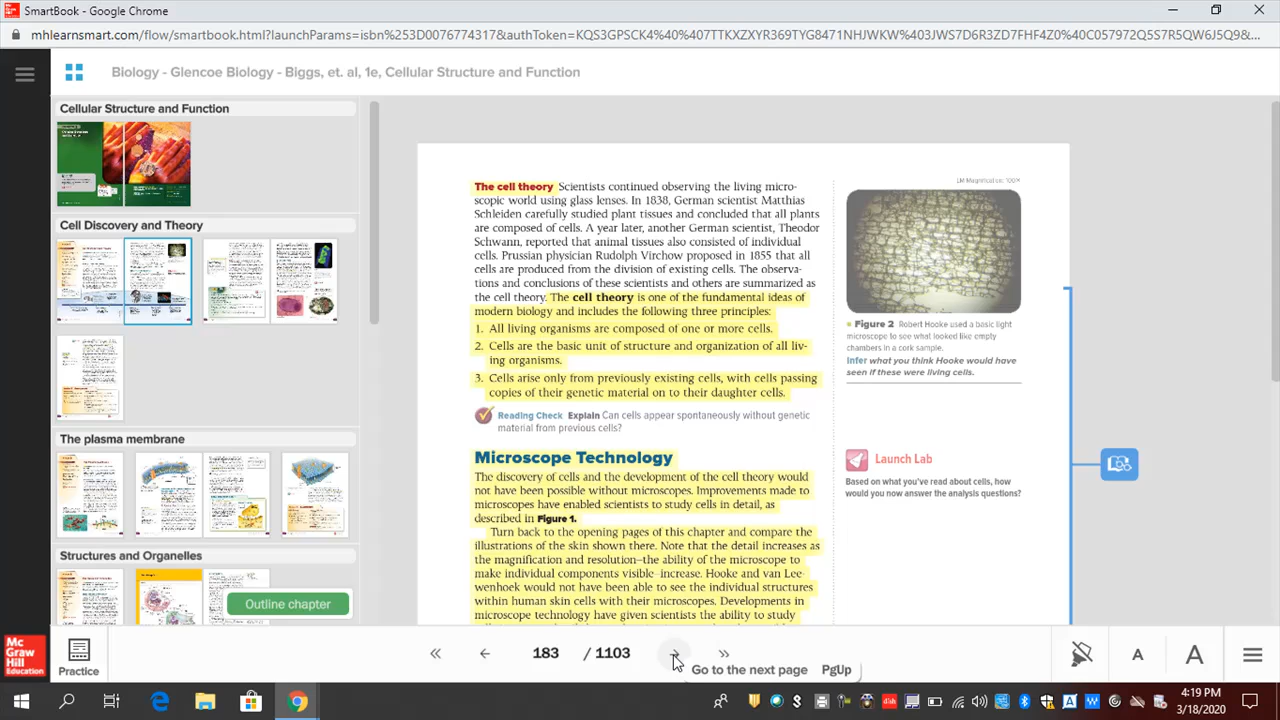 SmartBook - Google Chrome
mhlearnsmart.com/flow/smartbook.html?launchParams=isbn%253D0076774317&authToken=KQS3GPSCK4%40%407TTKXZXYR369TYG8471NHJWKW%403JWS7D6R3ZD7FHF4Z0%40C057972Q5S7R5QW6J5Q9&...
Biology - Glencoe Biology - Biggs, et. al, 1e, Cellular Structure and Function
Cellular Structure and Function
Cell Discovery and Theory
The plasma membrane
Structures and Organelles
Outline chapter
The cell theory Scientists continued observing the living micro-
scopic world using glass lenses. In 1838, German scientist Matthias
Schleiden carefully studied plant tissues and concluded that all plants
are composed of cells. A year later, another German scientist, Theodor
Schwann, reported that animal tissues also consisted of individual
cells. Prussian physician Rudolph Virchow proposed in 1855 that all
cells are produced from the division of existing cells. The observa-
tions and conclusions of these scientists and others are summarized as
the cell theory. The cell theory is one of the fundamental ideas of
modern biology and includes the following three principles:
1. All living organisms are composed of one or more cells.
2. Cells are the basic unit of structure and organization of all liv-
ing organisms.
3. Cells arise only from previously existing cells, with cells passing
copies of their genetic material on to their daughter cells.
Reading Check Explain Can cells appear spontaneously without genetic
material from previous cells?
Microscope Technology
The discovery of cells and the development of the cell theory would
not have been possible without microscopes. Improvements made to
microscopes have enabled scientists to study cells in detail, as
described in Figure 1.
Turn back to the opening pages of this chapter and compare the
illustrations of the skin shown there. Note that the detail increases as
the magnification and resolution—the ability of the microscope to
make individual components visible—increase. Hooke and van Lee-
wenhoek would not have been able to see the individual structures
within human skin cells with their microscopes. Developments in
microscope technology have given scientists the ability to study
LM Magnification: 100×
Figure 2 Robert Hooke used a basic light
microscope to see what looked like empty
chambers in a cork sample.
Infer what you think Hooke would have
seen if these were living cells.
Launch Lab
Based on what you've read about cells, how
would you now answer the analysis questions?
Mc
Graw
Hill
Education
Practice
183 / 1103
Go to the next page PgUp
A A
4:19 PM
3/18/2020